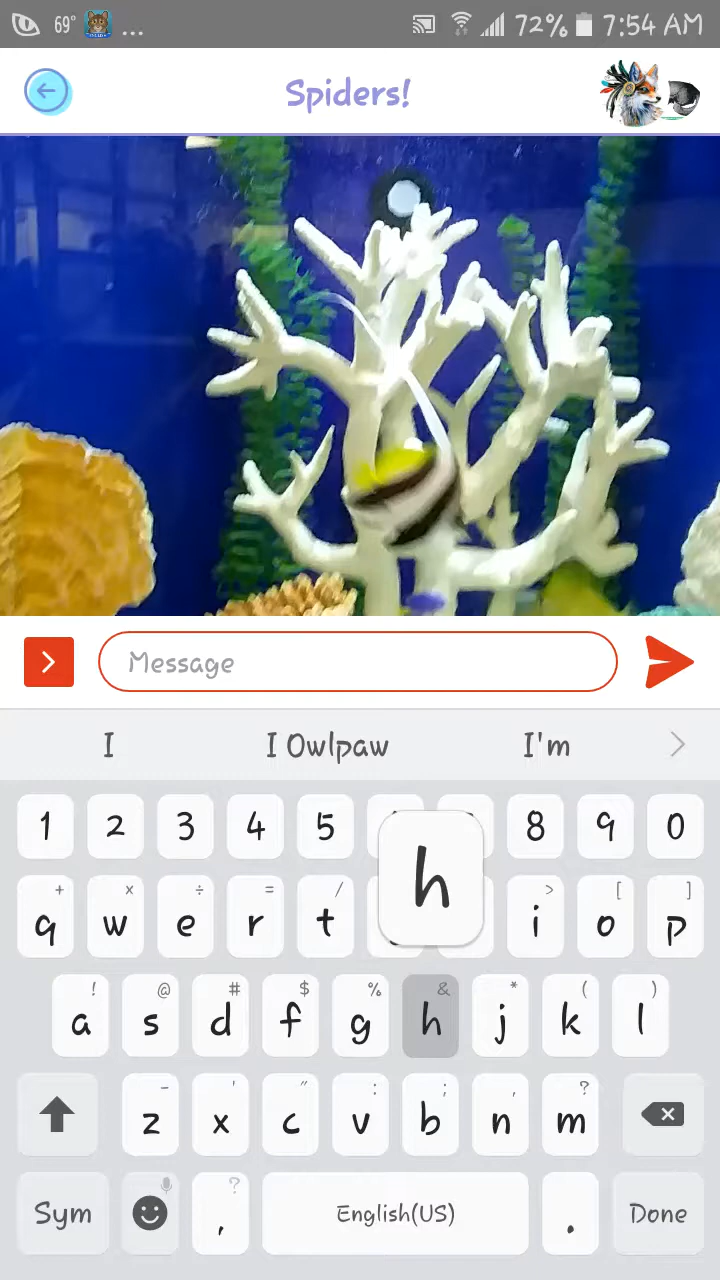 69° ... 72% 7:54 AM
Spiders!
Message
I I Owlpaw I'm
1 2 3 4 5 8 9 0
+ × ÷ = / > [ ]
q w e r t i o p
h
! @ # $ % & * ( )
a s d f g h j k l
- ' " : ; , ?
z x c v b n m
?
Sym , English(US) . Done